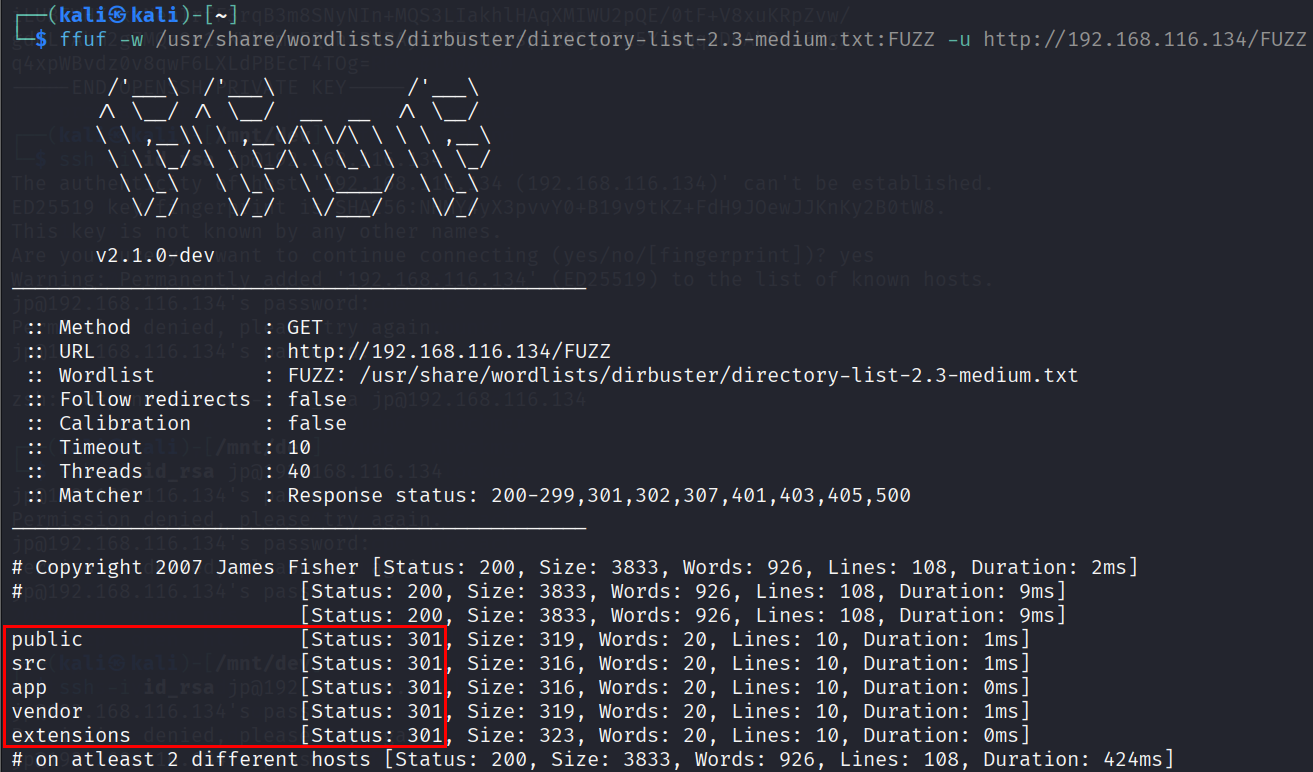 ┌──(kali㉿kali)-[~]
└─$ ffuf -w /usr/share/wordlists/dirbuster/directory-list-2.3-medium.txt:FUZZ -u http://192.168.116.134/FUZZ
v2.1.0-dev
:: Method : GET
:: URL : http://192.168.116.134/FUZZ
:: Wordlist : FUZZ: /usr/share/wordlists/dirbuster/directory-list-2.3-medium.txt
:: Follow redirects : false
:: Calibration : false
:: Timeout : 10
:: Threads : 40
:: Matcher : Response status: 200-299,301,302,307,401,403,405,500
# Copyright 2007 James Fisher [Status: 200, Size: 3833, Words: 926, Lines: 108, Duration: 2ms]
# [Status: 200, Size: 3833, Words: 926, Lines: 108, Duration: 9ms]
[Status: 200, Size: 3833, Words: 926, Lines: 108, Duration: 9ms]
public [Status: 301, Size: 319, Words: 20, Lines: 10, Duration: 1ms]
src [Status: 301, Size: 316, Words: 20, Lines: 10, Duration: 1ms]
app [Status: 301, Size: 316, Words: 20, Lines: 10, Duration: 0ms]
vendor [Status: 301, Size: 319, Words: 20, Lines: 10, Duration: 1ms]
extensions [Status: 301, Size: 323, Words: 20, Lines: 10, Duration: 0ms]
# on atleast 2 different hosts [Status: 200, Size: 3833, Words: 926, Lines: 108, Duration: 424ms]